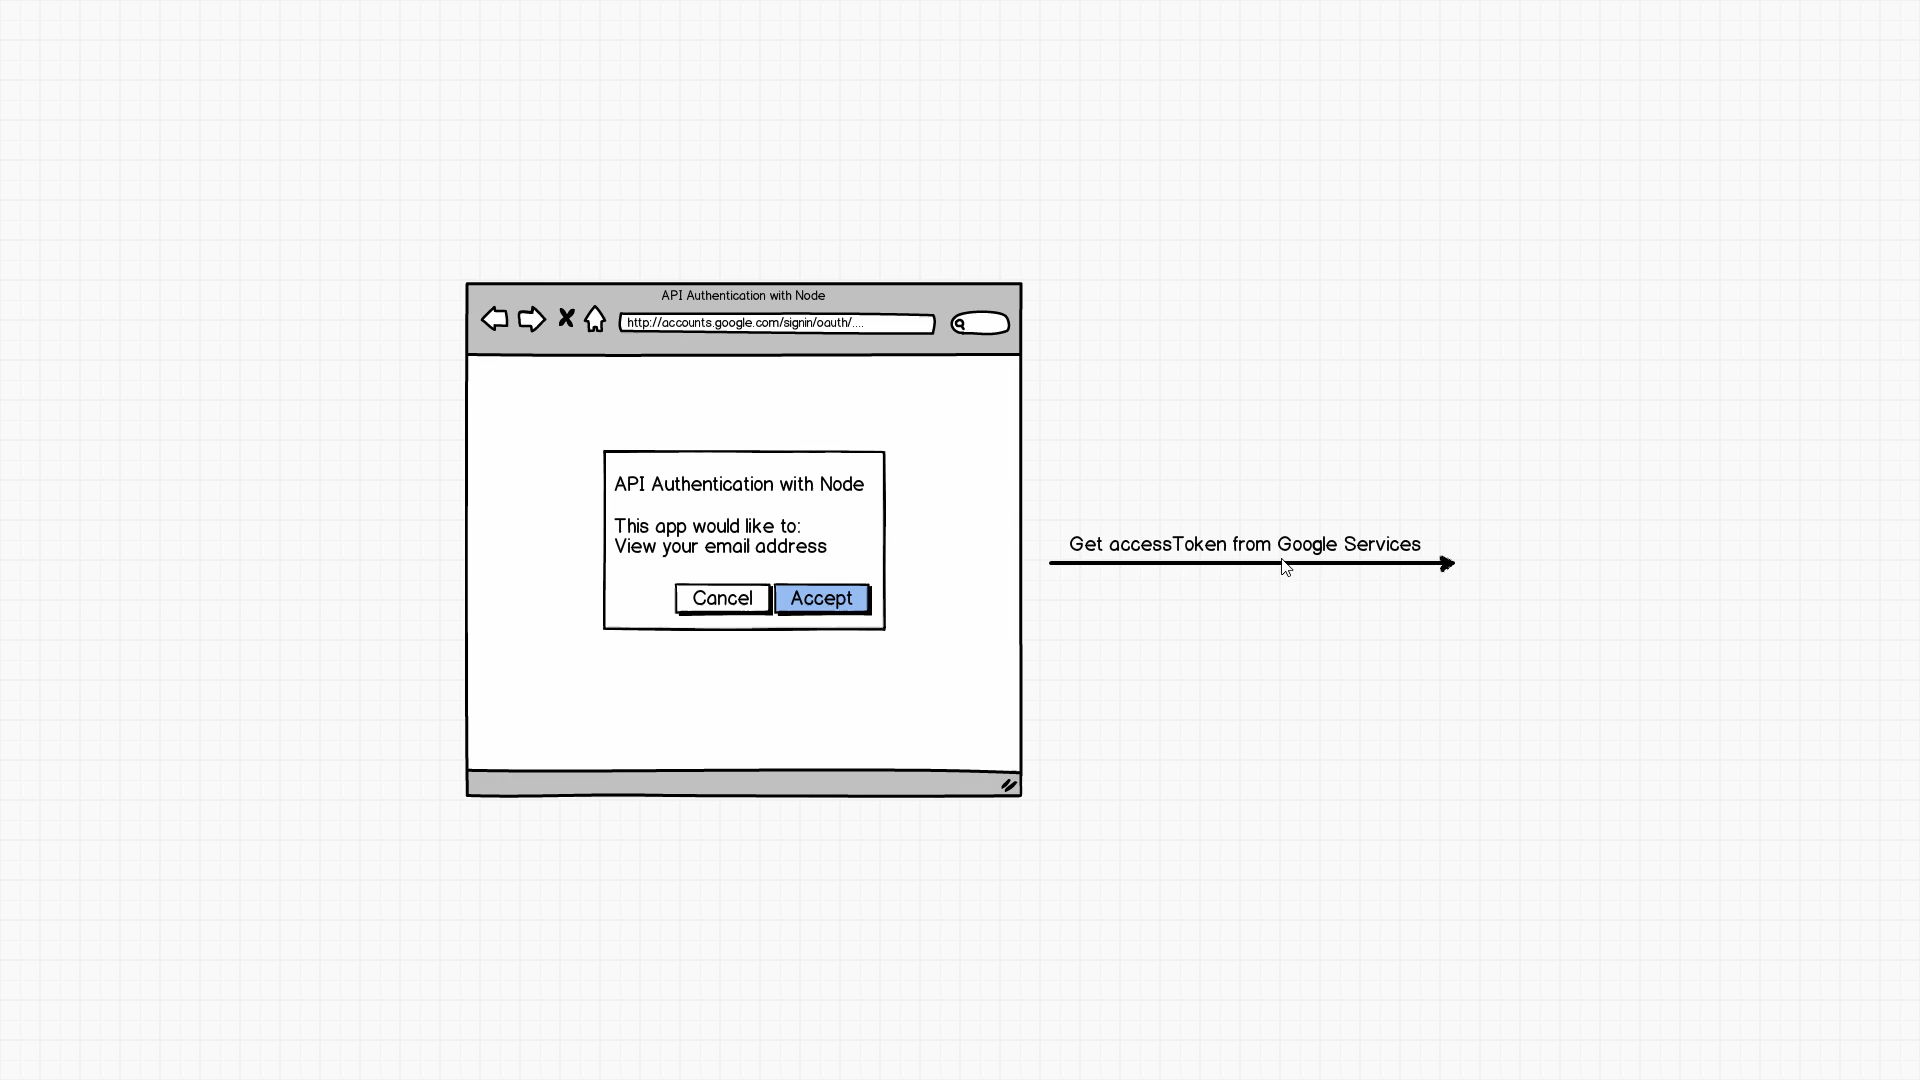 API Authentication with Node
http://accounts.google.com/signin/oauth/....
API Authentication with Node
This app would like to:
View your email address
Cancel
Accept
Get accessToken from Google Services